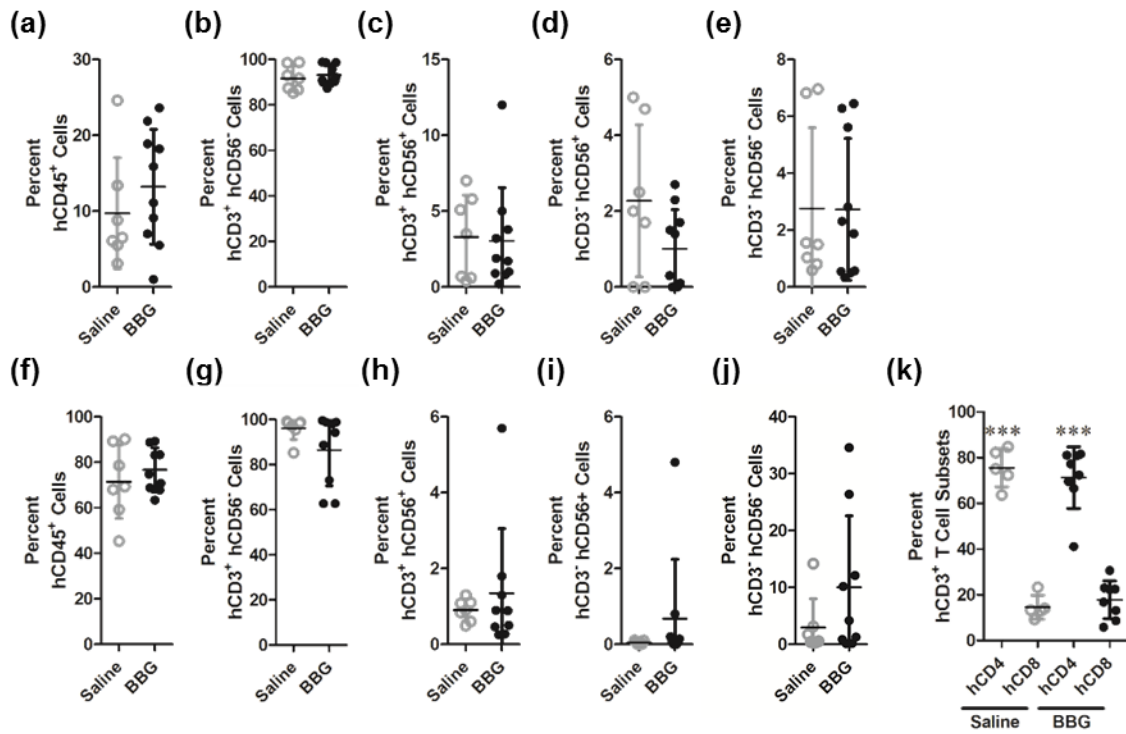 (a)
Percent
hCD45⁺ Cells
30
20
10
0
Saline
BBG
(b)
Percent
hCD3⁺ hCD56⁻ Cells
100
80
60
40
20
0
Saline
BBG
(c)
Percent
hCD3⁺ hCD56⁺ Cells
15
10
5
0
Saline
BBG
(d)
Percent
hCD3⁻ hCD56⁺ Cells
6
4
2
0
Saline
BBG
(e)
Percent
hCD3⁻ hCD56⁻ Cells
8
6
4
2
0
Saline
BBG
(f)
Percent
hCD45⁺ Cells
100
80
60
40
20
0
Saline
BBG
(g)
Percent
hCD3⁺ hCD56⁻ Cells
100
80
60
40
20
0
Saline
BBG
(h)
Percent
hCD3⁺ hCD56⁺ Cells
6
4
2
0
Saline
BBG
(i)
Percent
hCD3⁻ hCD56+ Cells
6
4
2
0
Saline
BBG
(j)
Percent
hCD3⁻ hCD56⁻ Cells
40
30
20
10
0
Saline
BBG
(k)
Percent
hCD3⁺ T Cell Subsets
100
80
60
40
20
0
***
***
hCD4
hCD8
hCD4
hCD8
Saline
BBG